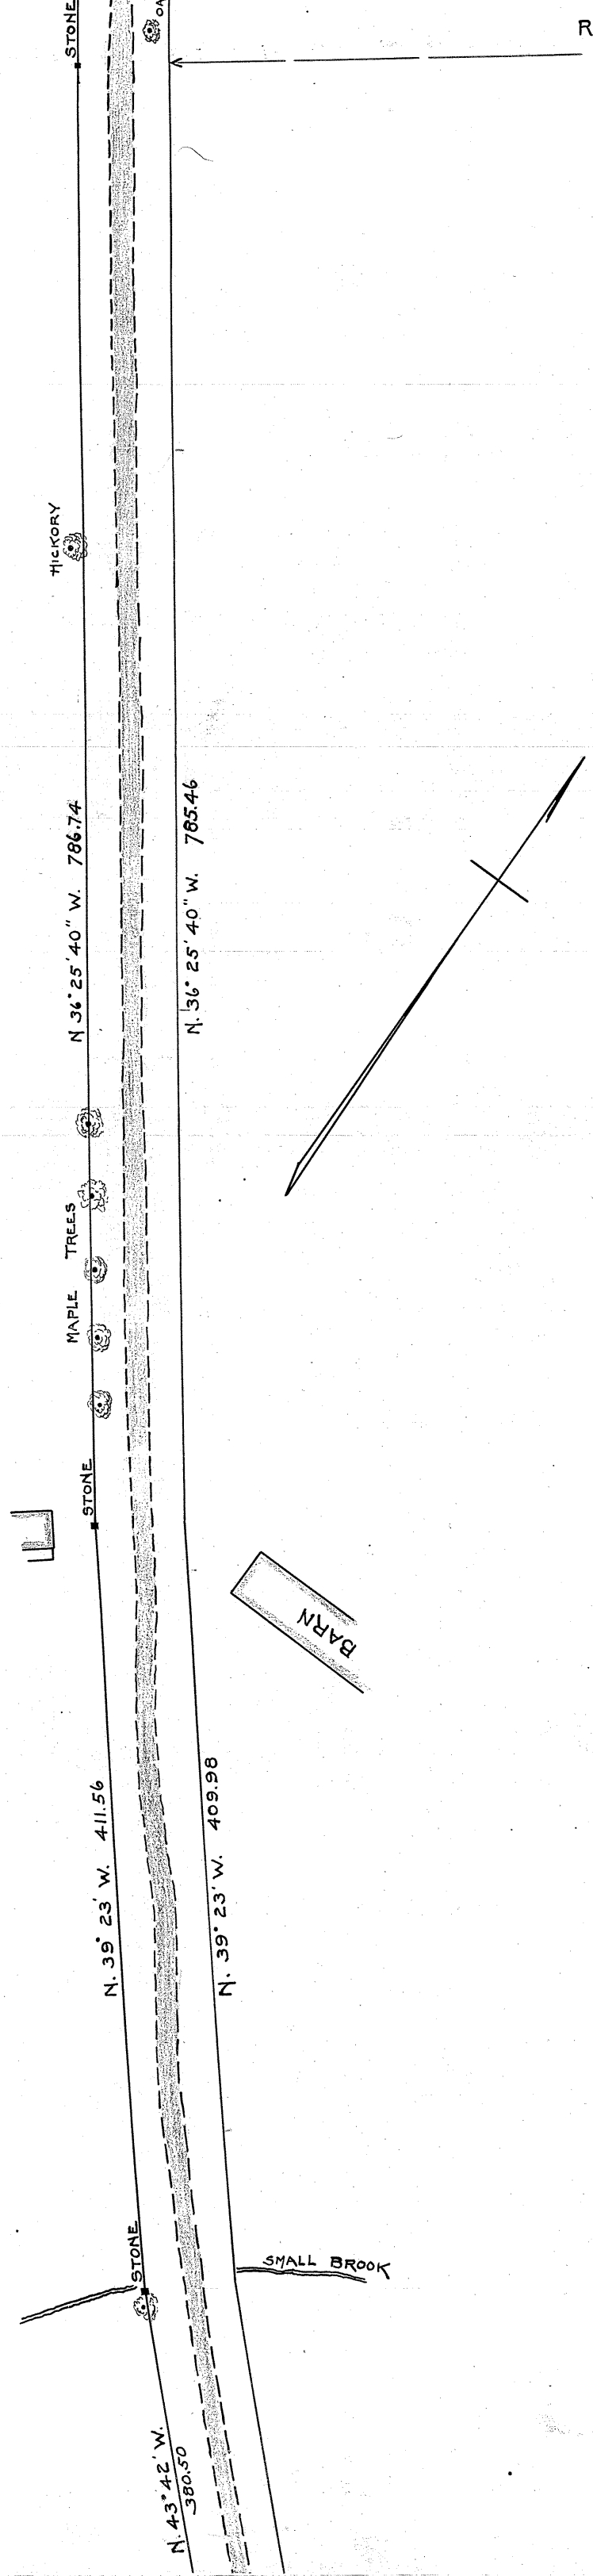 STONE
OA
R
HICKORY
N 36° 25' 40" W. 786.74
N. 36° 25' 40" W. 785.46
MAPLE TREES
STONE
BARN
N. 39° 23' W. 411.56
N. 39° 23' W. 409.98
STONE
SMALL BROOK
N. 43° 42' W.
380.50